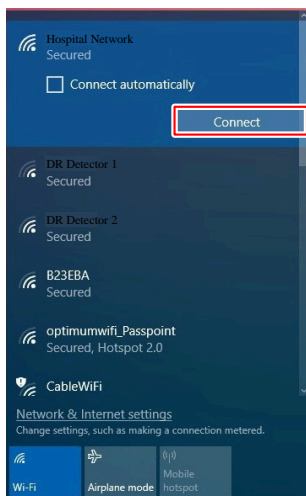 Hospital Network
Secured
Connect automatically
Connect
DR Detector 1
Secured
DR Detector 2
Secured
B23EBA
Secured
optimumwifi_Passpoint
Secured, Hotspot 2.0
CableWiFi
Network & Internet settings
Change settings, such as making a connection metered.
Wi-Fi
Airplane mode
Mobile
hotspot